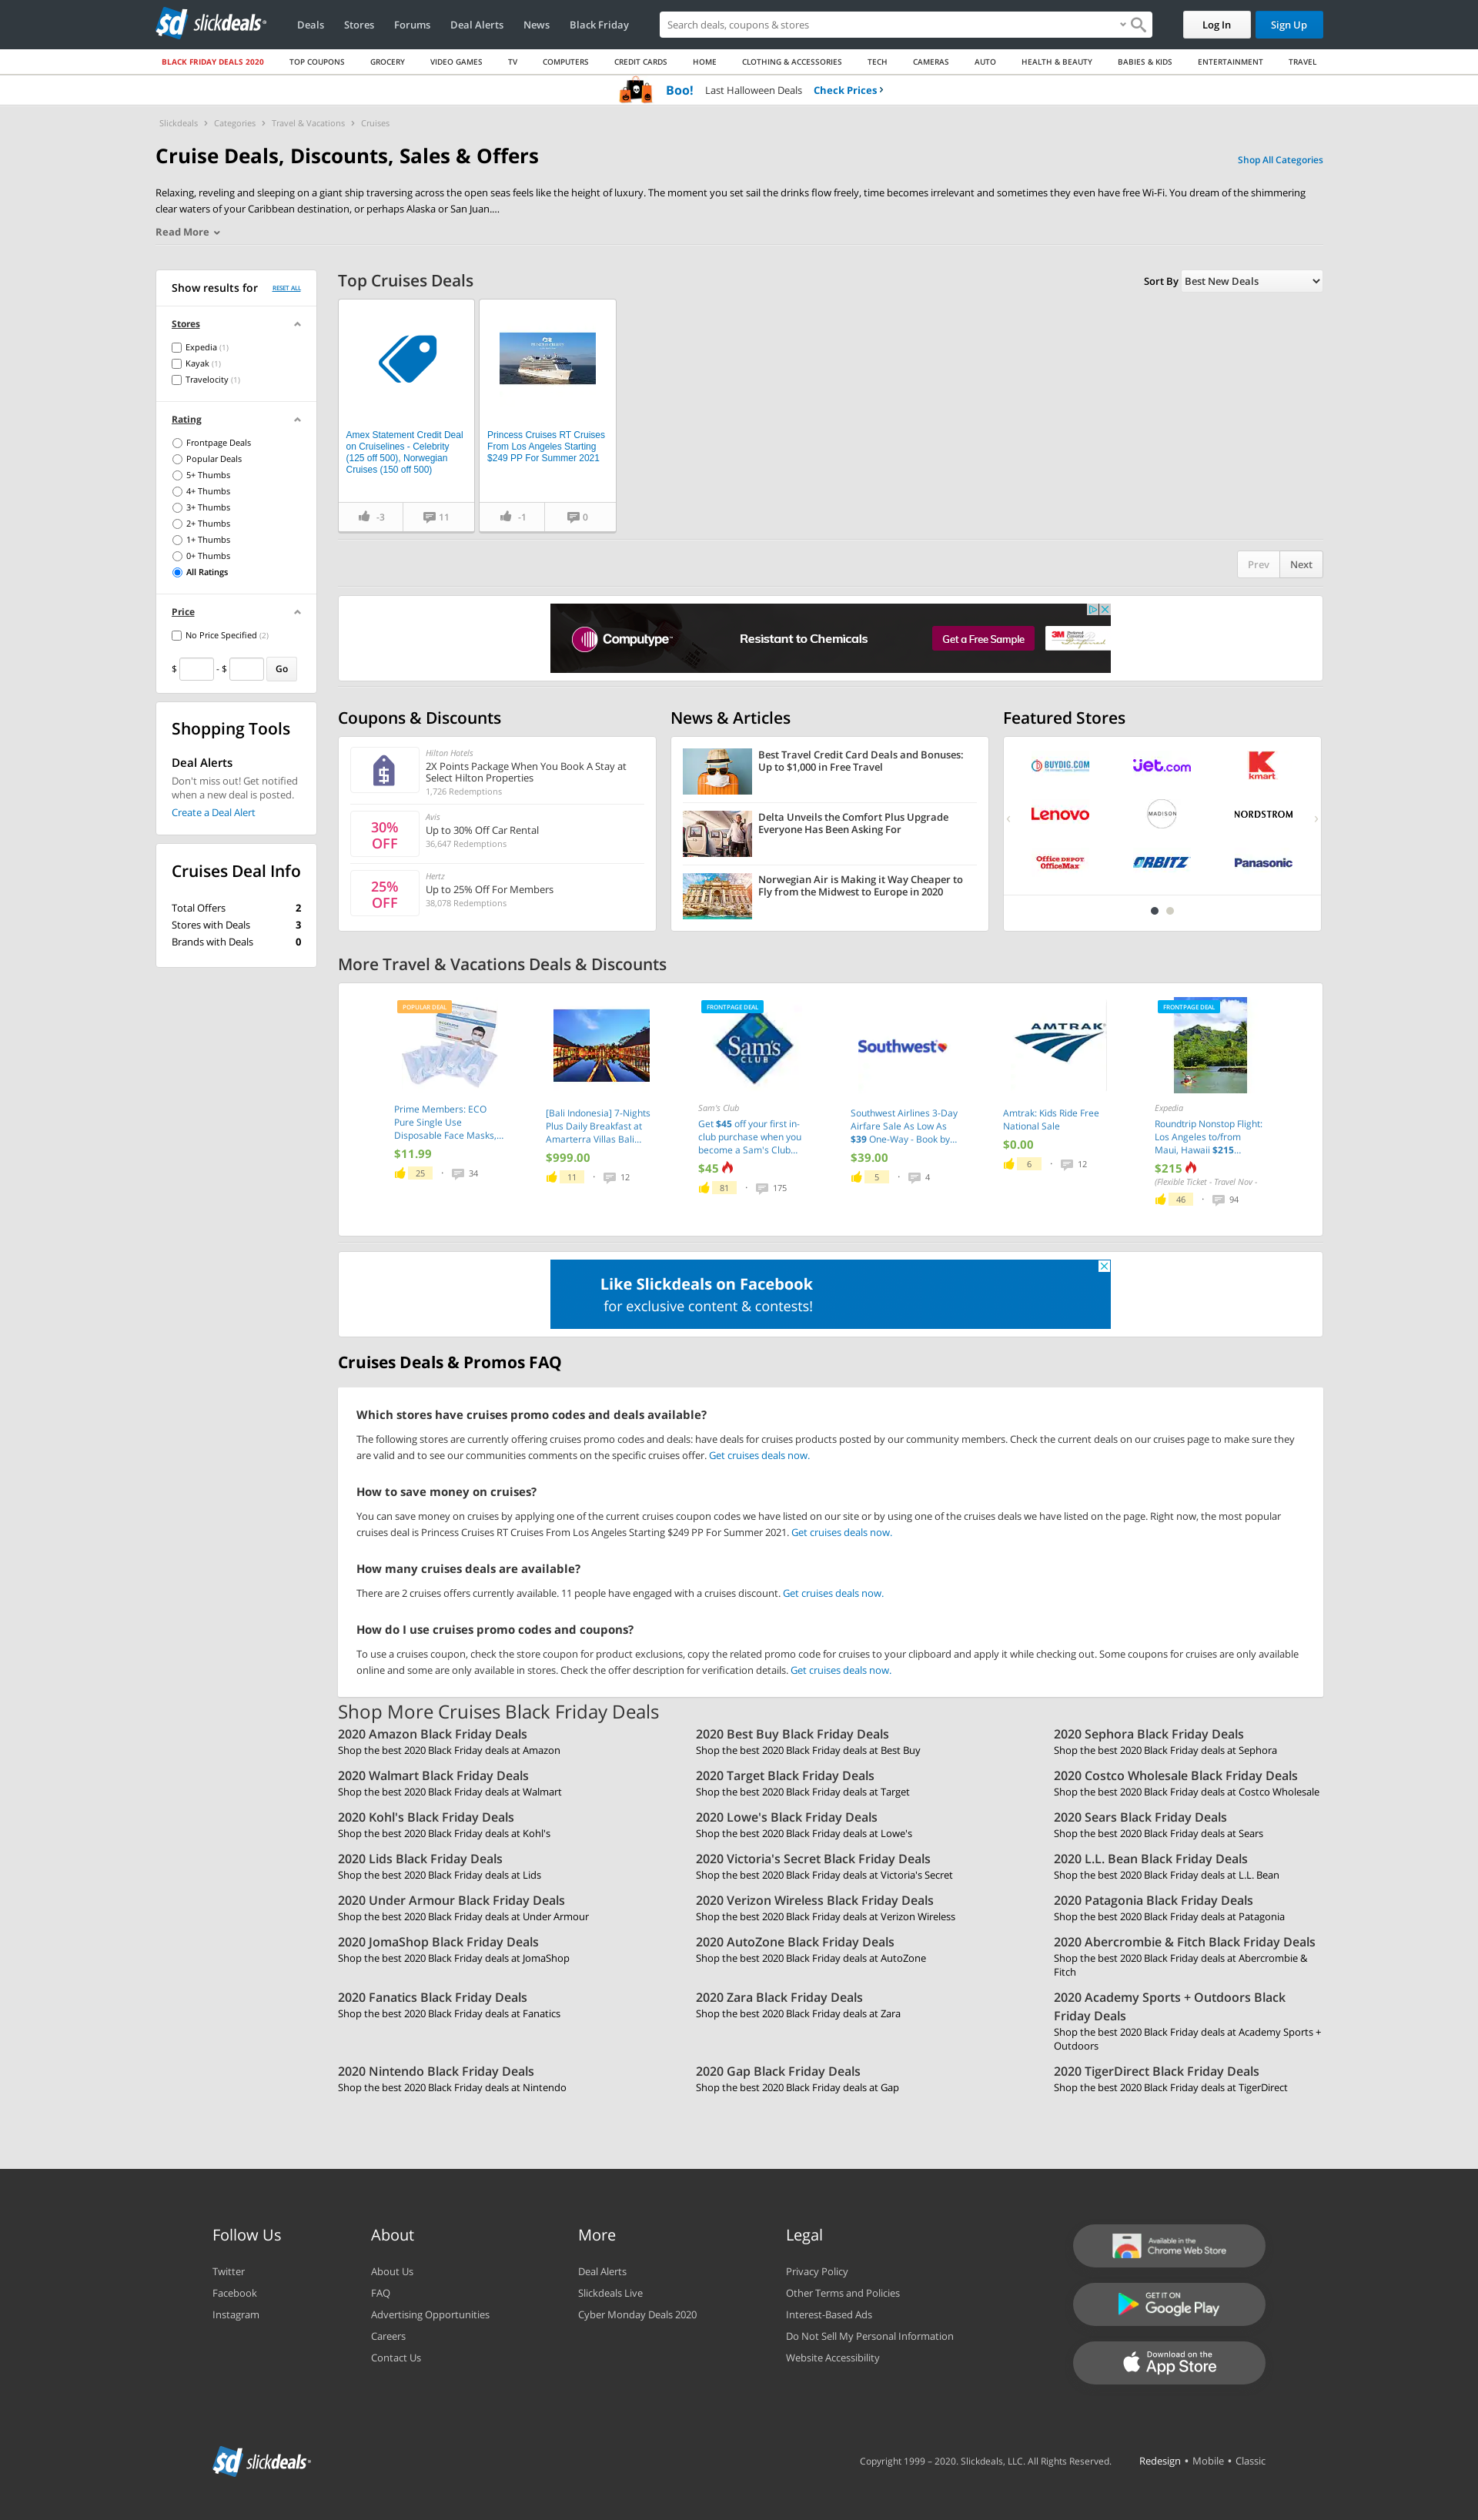 sd slickdeals
Deals Stores Forums Deal Alerts News Black Friday
Search deals, coupons & stores
Log In
Sign Up
BLACK FRIDAY DEALS 2020 TOP COUPONS GROCERY VIDEO GAMES TV COMPUTERS CREDIT CARDS HOME CLOTHING & ACCESSORIES TECH CAMERAS AUTO HEALTH & BEAUTY BABIES & KIDS ENTERTAINMENT TRAVEL
Boo! Last Halloween Deals Check Prices ›
Slickdeals › Categories › Travel & Vacations › Cruises
Cruise Deals, Discounts, Sales & Offers
Shop All Categories
Relaxing, reveling and sleeping on a giant ship traversing across the open seas feels like the height of luxury. The moment you set sail the drinks flow freely, time becomes irrelevant and sometimes they even have free Wi-Fi. You dream of the shimmering
clear waters of your Caribbean destination, or perhaps Alaska or San Juan....
Read More
Show results for RESET ALL
Stores
Expedia (1)
Kayak (1)
Travelocity (1)
Rating
Frontpage Deals
Popular Deals
5+ Thumbs
4+ Thumbs
3+ Thumbs
2+ Thumbs
1+ Thumbs
0+ Thumbs
All Ratings
Price
No Price Specified (2)
$ - $ Go
Shopping Tools
Deal Alerts
Don't miss out! Get notified
when a new deal is posted.
Create a Deal Alert
Cruises Deal Info
Total Offers 2
Stores with Deals 3
Brands with Deals 0
Top Cruises Deals
Sort By Best New Deals
Amex Statement Credit Deal
on Cruiselines - Celebrity
(125 off 500), Norwegian
Cruises (150 off 500)
-3 11
Princess Cruises RT Cruises
From Los Angeles Starting
$249 PP For Summer 2021
-1 0
Prev Next
Computype
Resistant to Chemicals
Get a Free Sample
3M
Coupons & Discounts
Hilton Hotels
2X Points Package When You Book A Stay at
Select Hilton Properties
1,726 Redemptions
30%
OFF
Avis
Up to 30% Off Car Rental
36,647 Redemptions
25%
OFF
Hertz
Up to 25% Off For Members
38,078 Redemptions
News & Articles
Best Travel Credit Card Deals and Bonuses:
Up to $1,000 in Free Travel
Delta Unveils the Comfort Plus Upgrade
Everyone Has Been Asking For
Norwegian Air is Making it Way Cheaper to
Fly from the Midwest to Europe in 2020
Featured Stores
BUYDIG.COM
jet.com
kmart
Lenovo
MADISON
NORDSTROM
Office DEPOT
OfficeMax
ORBITZ
Panasonic
More Travel & Vacations Deals & Discounts
POPULAR DEAL
Prime Members: ECO
Pure Single Use
Disposable Face Masks,...
$11.99
25 · 34
[Bali Indonesia] 7-Nights
Plus Daily Breakfast at
Amarterra Villas Bali...
$999.00
11 · 12
FRONTPAGE DEAL
Sam's
CLUB
Sam's Club
Get $45 off your first in-
club purchase when you
become a Sam's Club...
$45
81 · 175
Southwest
Southwest Airlines 3-Day
Airfare Sale As Low As
$39 One-Way - Book by...
$39.00
5 · 4
AMTRAK
Amtrak: Kids Ride Free
National Sale
$0.00
6 · 12
FRONTPAGE DEAL
Expedia
Roundtrip Nonstop Flight:
Los Angeles to/from
Maui, Hawaii $215...
$215
(Flexible Ticket - Travel Nov -
46 · 94
Like Slickdeals on Facebook
for exclusive content & contests!
Cruises Deals & Promos FAQ
Which stores have cruises promo codes and deals available?
The following stores are currently offering cruises promo codes and deals: have deals for cruises products posted by our community members. Check the current deals on our cruises page to make sure they
are valid and to see our communities comments on the specific cruises offer. Get cruises deals now.
How to save money on cruises?
You can save money on cruises by applying one of the current cruises coupon codes we have listed on our site or by using one of the cruises deals we have listed on the page. Right now, the most popular
cruises deal is Princess Cruises RT Cruises From Los Angeles Starting $249 PP For Summer 2021. Get cruises deals now.
How many cruises deals are available?
There are 2 cruises offers currently available. 11 people have engaged with a cruises discount. Get cruises deals now.
How do I use cruises promo codes and coupons?
To use a cruises coupon, check the store coupon for product exclusions, copy the related promo code for cruises to your clipboard and apply it while checking out. Some coupons for cruises are only available
online and some are only available in stores. Check the offer description for verification details. Get cruises deals now.
Shop More Cruises Black Friday Deals
2020 Amazon Black Friday Deals
Shop the best 2020 Black Friday deals at Amazon
2020 Best Buy Black Friday Deals
Shop the best 2020 Black Friday deals at Best Buy
2020 Sephora Black Friday Deals
Shop the best 2020 Black Friday deals at Sephora
2020 Walmart Black Friday Deals
Shop the best 2020 Black Friday deals at Walmart
2020 Target Black Friday Deals
Shop the best 2020 Black Friday deals at Target
2020 Costco Wholesale Black Friday Deals
Shop the best 2020 Black Friday deals at Costco Wholesale
2020 Kohl's Black Friday Deals
Shop the best 2020 Black Friday deals at Kohl's
2020 Lowe's Black Friday Deals
Shop the best 2020 Black Friday deals at Lowe's
2020 Sears Black Friday Deals
Shop the best 2020 Black Friday deals at Sears
2020 Lids Black Friday Deals
Shop the best 2020 Black Friday deals at Lids
2020 Victoria's Secret Black Friday Deals
Shop the best 2020 Black Friday deals at Victoria's Secret
2020 L.L. Bean Black Friday Deals
Shop the best 2020 Black Friday deals at L.L. Bean
2020 Under Armour Black Friday Deals
Shop the best 2020 Black Friday deals at Under Armour
2020 Verizon Wireless Black Friday Deals
Shop the best 2020 Black Friday deals at Verizon Wireless
2020 Patagonia Black Friday Deals
Shop the best 2020 Black Friday deals at Patagonia
2020 JomaShop Black Friday Deals
Shop the best 2020 Black Friday deals at JomaShop
2020 AutoZone Black Friday Deals
Shop the best 2020 Black Friday deals at AutoZone
2020 Abercrombie & Fitch Black Friday Deals
Shop the best 2020 Black Friday deals at Abercrombie &
Fitch
2020 Fanatics Black Friday Deals
Shop the best 2020 Black Friday deals at Fanatics
2020 Zara Black Friday Deals
Shop the best 2020 Black Friday deals at Zara
2020 Academy Sports + Outdoors Black
Friday Deals
Shop the best 2020 Black Friday deals at Academy Sports +
Outdoors
2020 Nintendo Black Friday Deals
Shop the best 2020 Black Friday deals at Nintendo
2020 Gap Black Friday Deals
Shop the best 2020 Black Friday deals at Gap
2020 TigerDirect Black Friday Deals
Shop the best 2020 Black Friday deals at TigerDirect
Follow Us
Twitter
Facebook
Instagram
About
About Us
FAQ
Advertising Opportunities
Careers
Contact Us
More
Deal Alerts
Slickdeals Live
Cyber Monday Deals 2020
Legal
Privacy Policy
Other Terms and Policies
Interest-Based Ads
Do Not Sell My Personal Information
Website Accessibility
Available in the
Chrome Web Store
GET IT ON
Google Play
Download on the
App Store
sd slickdeals
Copyright 1999 – 2020. Slickdeals, LLC. All Rights Reserved.
Redesign • Mobile • Classic